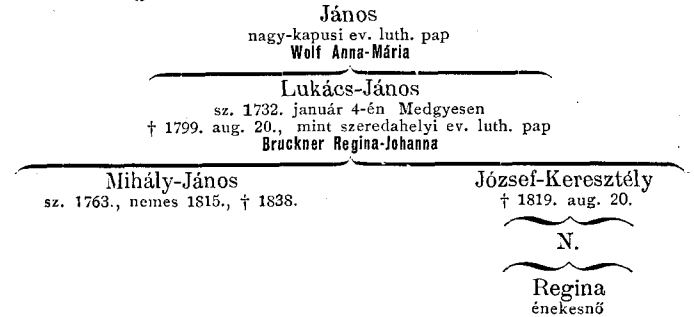 János
nagy-kapusi ev. luth. pap
Wolf Anna-Mária
Lukács-János
sz. 1732. január 4-én Medgyesen
† 1799. aug. 20., mint szeredahelyi ev. luth. pap
Bruckner Regina-Johanna
Mihály-János
sz. 1763., nemes 1815., † 1838.
József-Keresztély
† 1819. aug. 20.
N.
Regina
énekesnő